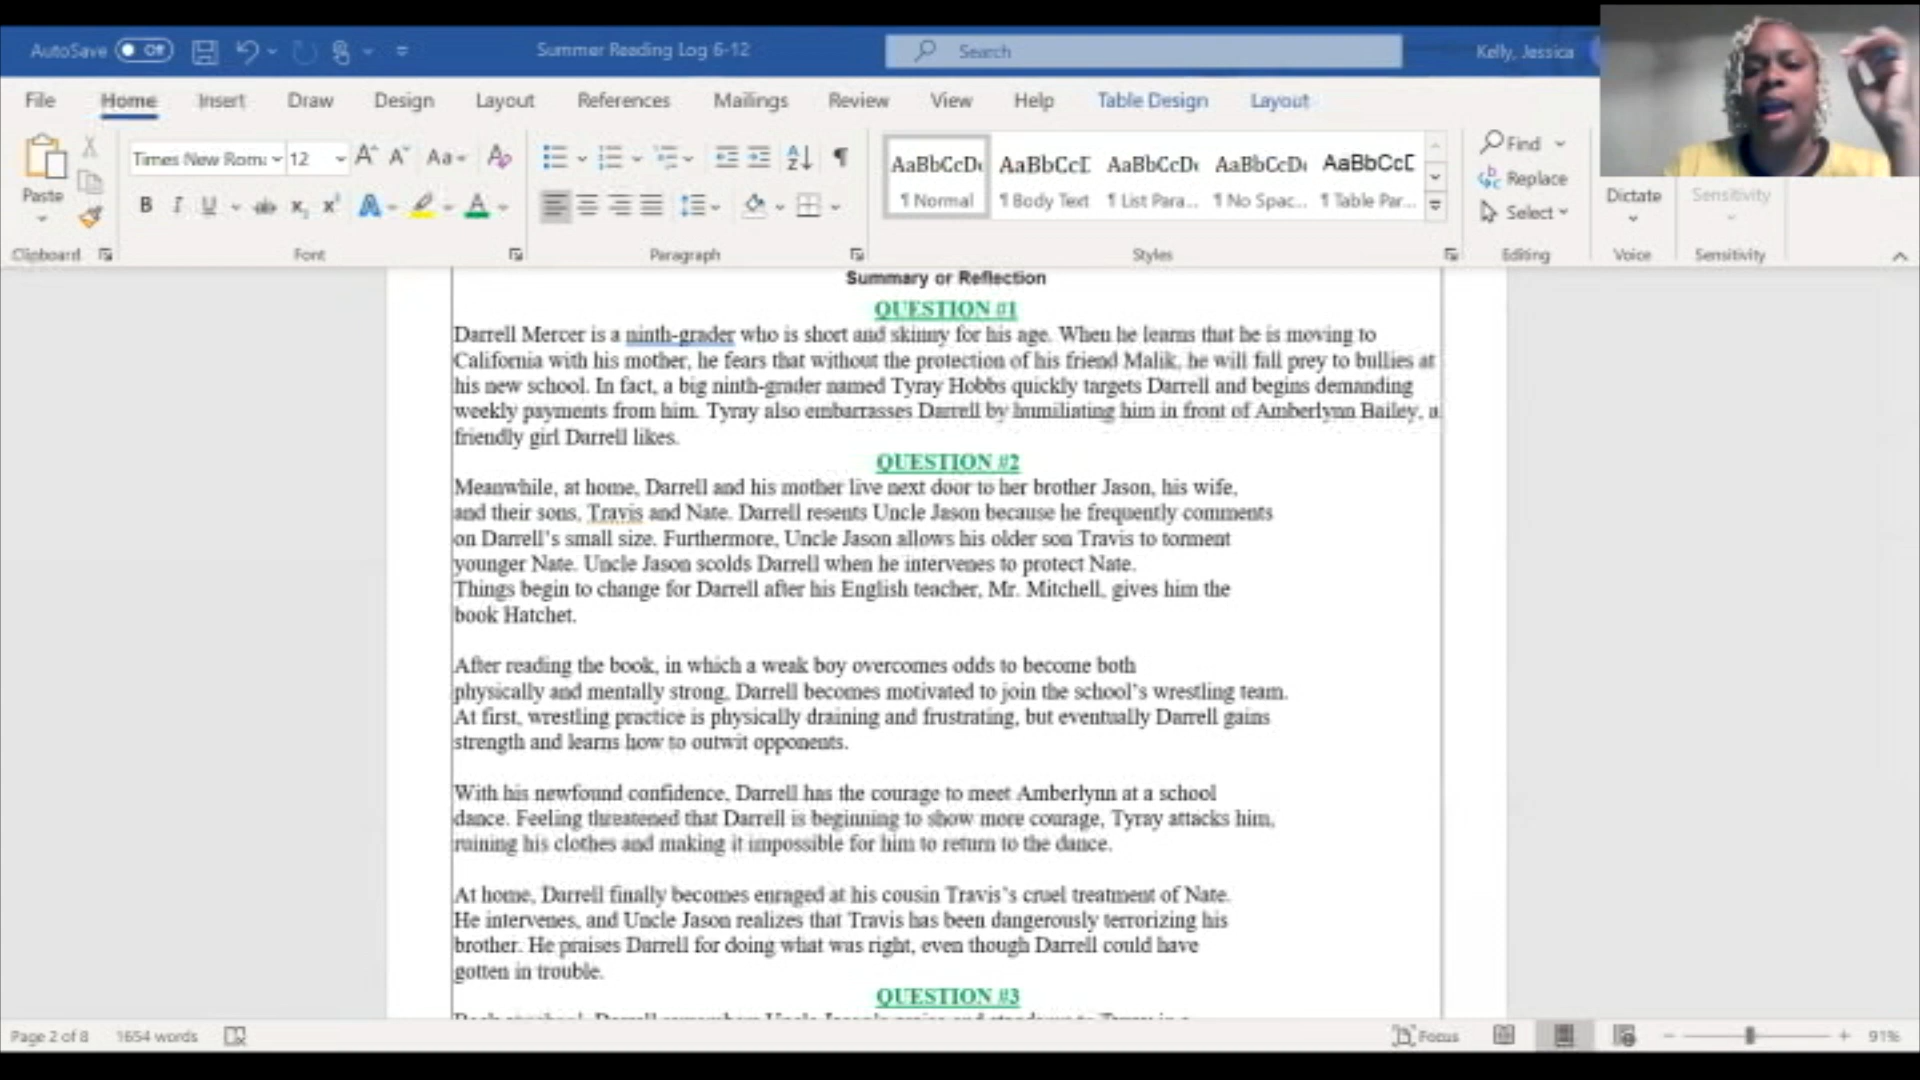 AutoSave Off Summer Reading Log 6-12 Search Kelly, Jessica
File Home Insert Draw Design Layout References Mailings Review View Help Table Design Layout
Times New Roma 12 Aa AaBbCcDc AaBbCcI AaBbCcDc AaBbCcDc AaBbCcD Find
Paste B I U ab x x A A ¶ Normal ¶ Body Text ¶ List Para... ¶ No Spac... ¶ Table Par... Replace
Select Dictate Sensitivity
Clipboard Font Paragraph Styles Editing Voice Sensitivity
Summary or Reflection
QUESTION #1
Darrell Mercer is a ninth-grader who is short and skinny for his age. When he learns that he is moving to
California with his mother, he fears that without the protection of his friend Malik, he will fall prey to bullies at
his new school. In fact, a big ninth-grader named Tyray Hobbs quickly targets Darrell and begins demanding
weekly payments from him. Tyray also embarrasses Darrell by humiliating him in front of Amberlynn Bailey, a
friendly girl Darrell likes.
QUESTION #2
Meanwhile, at home, Darrell and his mother live next door to her brother Jason, his wife,
and their sons, Travis and Nate. Darrell resents Uncle Jason because he frequently comments
on Darrell's small size. Furthermore, Uncle Jason allows his older son Travis to torment
younger Nate. Uncle Jason scolds Darrell when he intervenes to protect Nate.
Things begin to change for Darrell after his English teacher, Mr. Mitchell, gives him the
book Hatchet.
After reading the book, in which a weak boy overcomes odds to become both
physically and mentally strong, Darrell becomes motivated to join the school's wrestling team.
At first, wrestling practice is physically draining and frustrating, but eventually Darrell gains
strength and learns how to outwit opponents.
With his newfound confidence, Darrell has the courage to meet Amberlynn at a school
dance. Feeling threatened that Darrell is beginning to show more courage, Tyray attacks him,
ruining his clothes and making it impossible for him to return to the dance.
At home, Darrell finally becomes enraged at his cousin Travis's cruel treatment of Nate.
He intervenes, and Uncle Jason realizes that Travis has been dangerously terrorizing his
brother. He praises Darrell for doing what was right, even though Darrell could have
gotten in trouble.
QUESTION #3
Page 2 of 8 1654 words Focus 91%